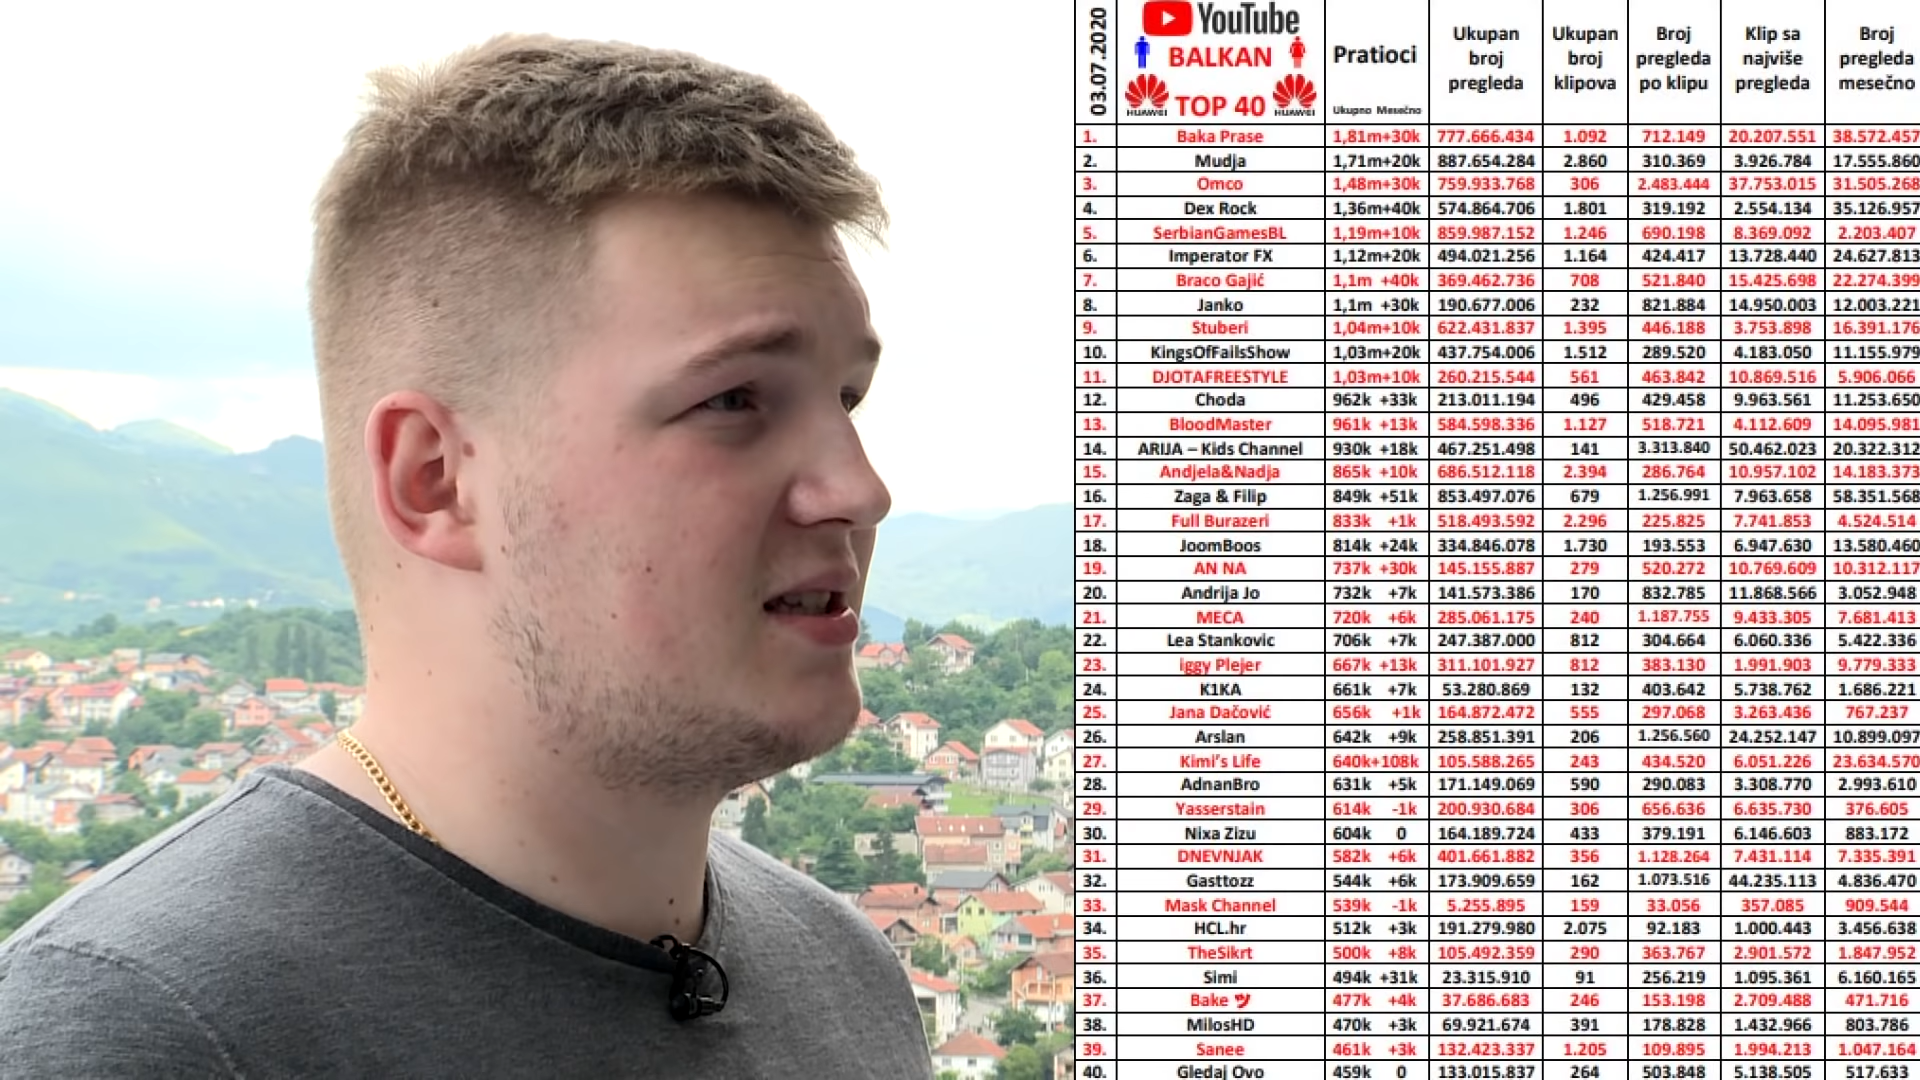 03.07.2020
YouTube
BALKAN
TOP 40
HUAWEI HUAWEI
Pratioci
Ukupno Mesečno
Ukupan broj pregleda
Ukupan broj klipova
Broj pregleda po klipu
Klip sa najviše pregleda
Broj pregleda mesečno
1. Baka Prase 1,81m+30k 777.666.434 1.092 712.149 20.207.551 38.572.457
2. Mudja 1,71m+20k 887.654.284 2.860 310.369 3.926.784 17.555.860
3. Omco 1,48m+30k 759.933.768 306 2.483.444 37.753.015 31.505.268
4. Dex Rock 1,36m+40k 574.864.706 1.801 319.192 2.554.134 35.126.957
5. SerbianGamesBL 1,19m+10k 859.987.152 1.246 690.198 8.369.092 2.203.407
6. Imperator FX 1,12m+20k 494.021.256 1.164 424.417 13.728.440 24.627.813
7. Braco Gajić 1,1m +40k 369.462.736 708 521.840 15.425.698 22.274.399
8. Janko 1,1m +30k 190.677.006 232 821.884 14.950.003 12.003.221
9. Stuberi 1,04m+10k 622.431.837 1.395 446.188 3.753.898 16.391.176
10. KingsOfFailsShow 1,03m+20k 437.754.006 1.512 289.520 4.183.050 11.155.979
11. DJOTAFREESTYLE 1,03m+10k 260.215.544 561 463.842 10.869.516 5.906.066
12. Choda 962k +33k 213.011.194 496 429.458 9.963.561 11.253.650
13. BloodMaster 961k +13k 584.598.336 1.127 518.721 4.112.609 14.095.981
14. ARIJA – Kids Channel 930k +18k 467.251.498 141 3.313.840 50.462.023 20.322.312
15. Andjela&Nadja 865k +10k 686.512.118 2.394 286.764 10.957.102 14.183.373
16. Zaga & Filip 849k +51k 853.497.076 679 1.256.991 7.963.658 58.351.568
17. Full Burazeri 833k +1k 518.493.592 2.296 225.825 7.741.853 4.524.514
18. JoomBoos 814k +24k 334.846.078 1.730 193.553 6.947.630 13.580.460
19. AN NA 737k +30k 145.155.887 279 520.272 10.769.609 10.312.117
20. Andrija Jo 732k +7k 141.573.386 170 832.785 11.868.566 3.052.948
21. MECA 720k +6k 285.061.175 240 1.187.755 9.433.305 7.681.413
22. Lea Stankovic 706k +7k 247.387.000 812 304.664 6.060.336 5.422.336
23. iggy Plejer 667k +13k 311.101.927 812 383.130 1.991.903 9.779.333
24. K1KA 661k +7k 53.280.869 132 403.642 5.738.762 1.686.221
25. Jana Dačović 656k +1k 164.872.472 555 297.068 3.263.436 767.237
26. Arslan 642k +9k 258.851.391 206 1.256.560 24.252.147 10.899.097
27. Kimi's Life 640k+108k 105.588.265 243 434.520 6.051.226 23.634.570
28. AdnanBro 631k +5k 171.149.069 590 290.083 3.308.770 2.993.610
29. Yasserstain 614k -1k 200.930.684 306 656.636 6.635.730 376.605
30. Nixa Zizu 604k 0 164.189.724 433 379.191 6.146.603 883.172
31. DNEVNJAK 582k +6k 401.661.882 356 1.128.264 7.431.114 7.335.391
32. Gasttozz 544k +6k 173.909.659 162 1.073.516 44.235.113 4.836.470
33. Mask Channel 539k -1k 5.255.895 159 33.056 357.085 909.544
34. HCL.hr 512k +3k 191.279.980 2.075 92.183 1.000.443 3.456.638
35. TheSikrt 500k +8k 105.492.359 290 363.767 2.901.572 1.847.952
36. Simi 494k +31k 23.315.910 91 256.219 1.095.361 6.160.165
37. Bake ツ 477k +4k 37.686.683 246 153.198 2.709.488 471.716
38. MilosHD 470k +3k 69.921.674 391 178.828 1.432.966 803.786
39. Sanee 461k +3k 132.423.337 1.205 109.895 1.994.213 1.047.164
40. Gledaj Ovo 459k 0 133.015.837 264 503.848 5.138.505 517.633